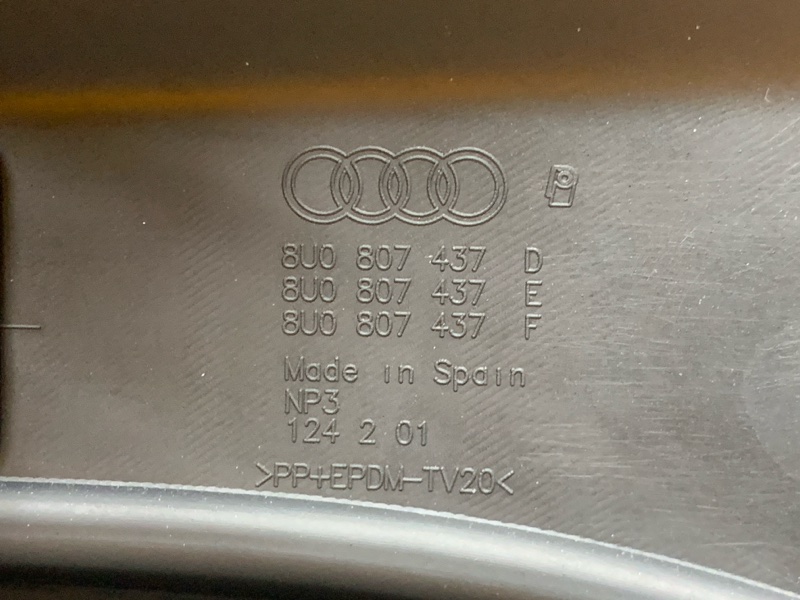 8U0 807 437 D
8U0 807 437 E
8U0 807 437 F
Made in Spain
NP3
124 2 01
>PP+EPDM-TV20<